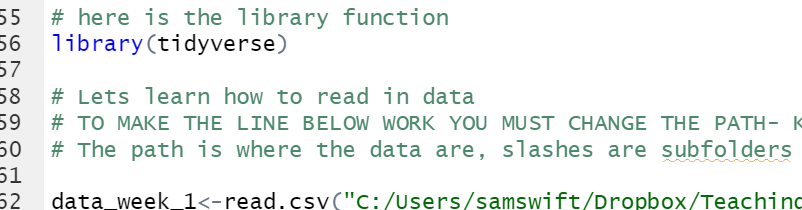 55 # here is the library function
56 library(tidyverse)
57
58 # Lets learn how to read in data
59 # TO MAKE THE LINE BELOW WORK YOU MUST CHANGE THE PATH-
60 # The path is where the data are, slashes are subfolders
61
62 data_week_1<-read.csv("C:/Users/samswift/Dropbox/Teaching